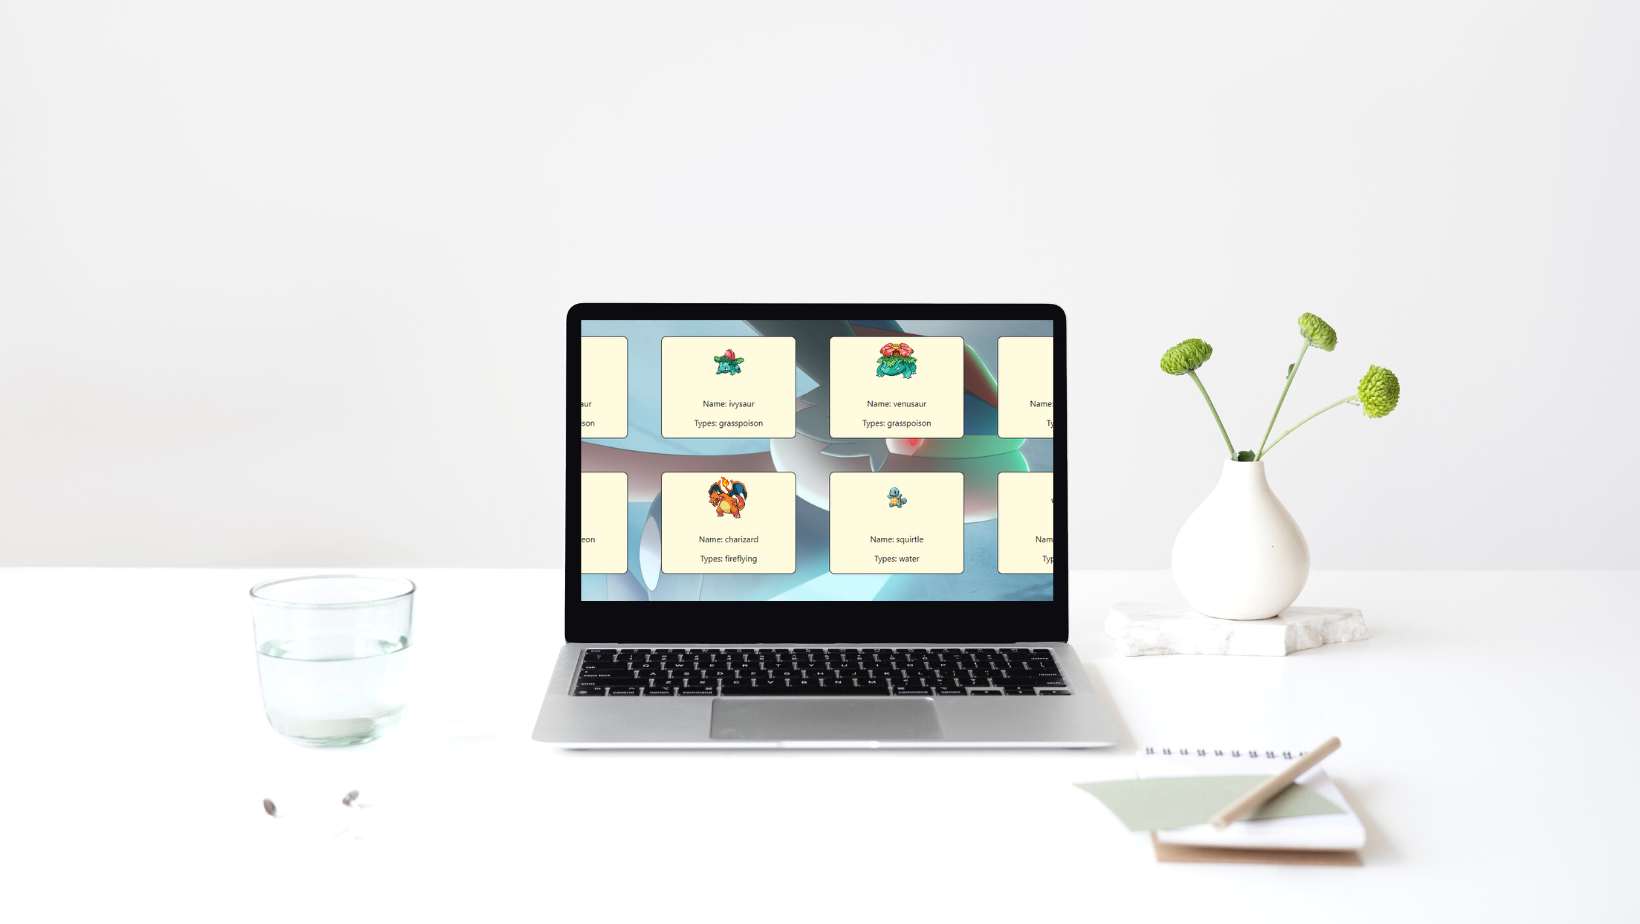 aur
Name: ivysaur
Name: venusaur
Name:
son
Types: grasspoison
Types: grasspoison
Ty
eon
Name: charizard
Name: squirtle
Nam
Types: fireflying
Types: water
Typ